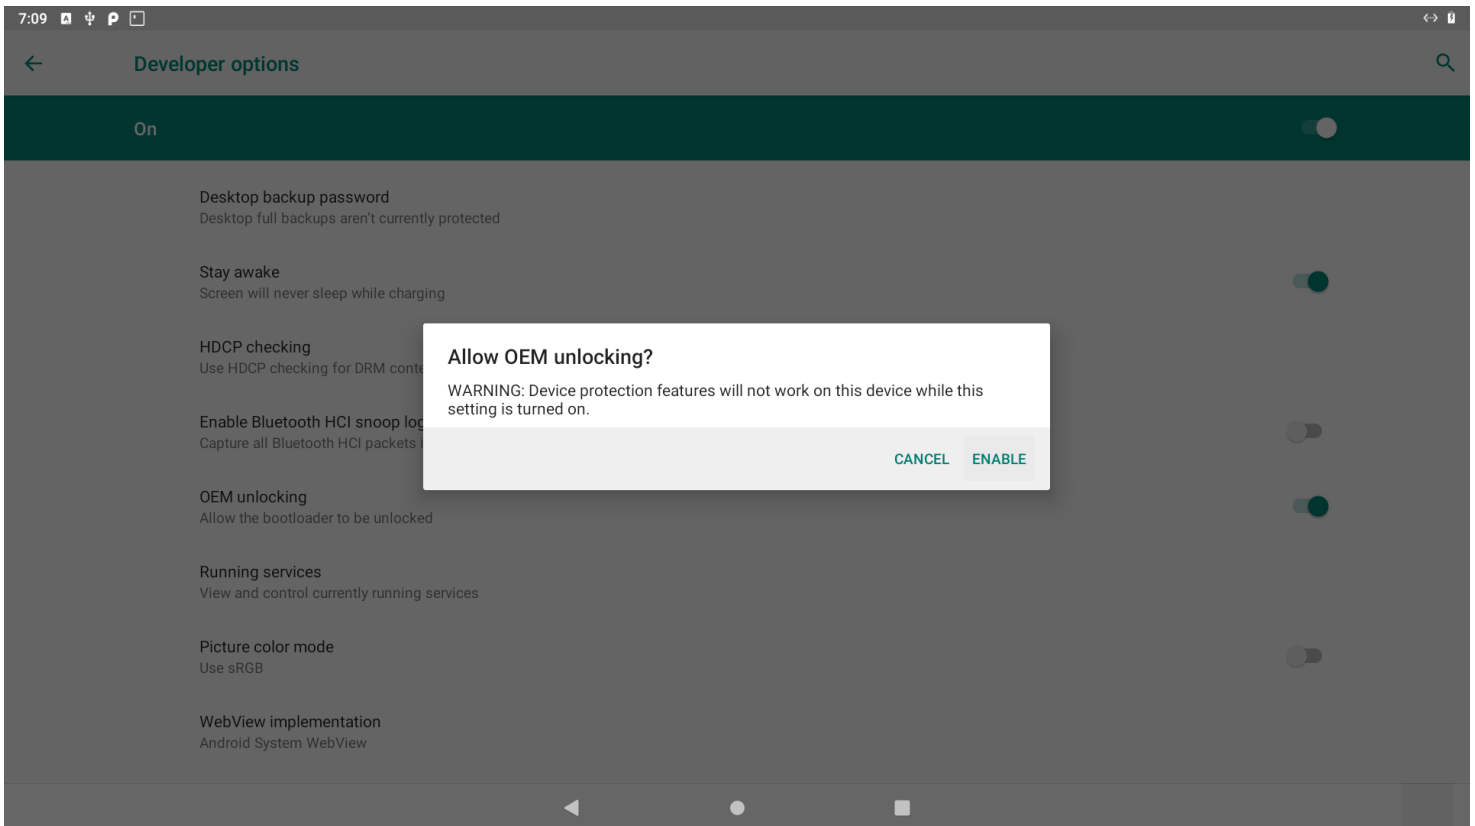 7:09
Developer options
On
Desktop backup password
Desktop full backups aren't currently protected
Stay awake
Screen will never sleep while charging
HDCP checking
Use HDCP checking for DRM conte
Allow OEM unlocking?
WARNING: Device protection features will not work on this device while this
setting is turned on.
CANCEL ENABLE
Enable Bluetooth HCI snoop log
Capture all Bluetooth HCI packets
OEM unlocking
Allow the bootloader to be unlocked
Running services
View and control currently running services
Picture color mode
Use sRGB
WebView implementation
Android System WebView